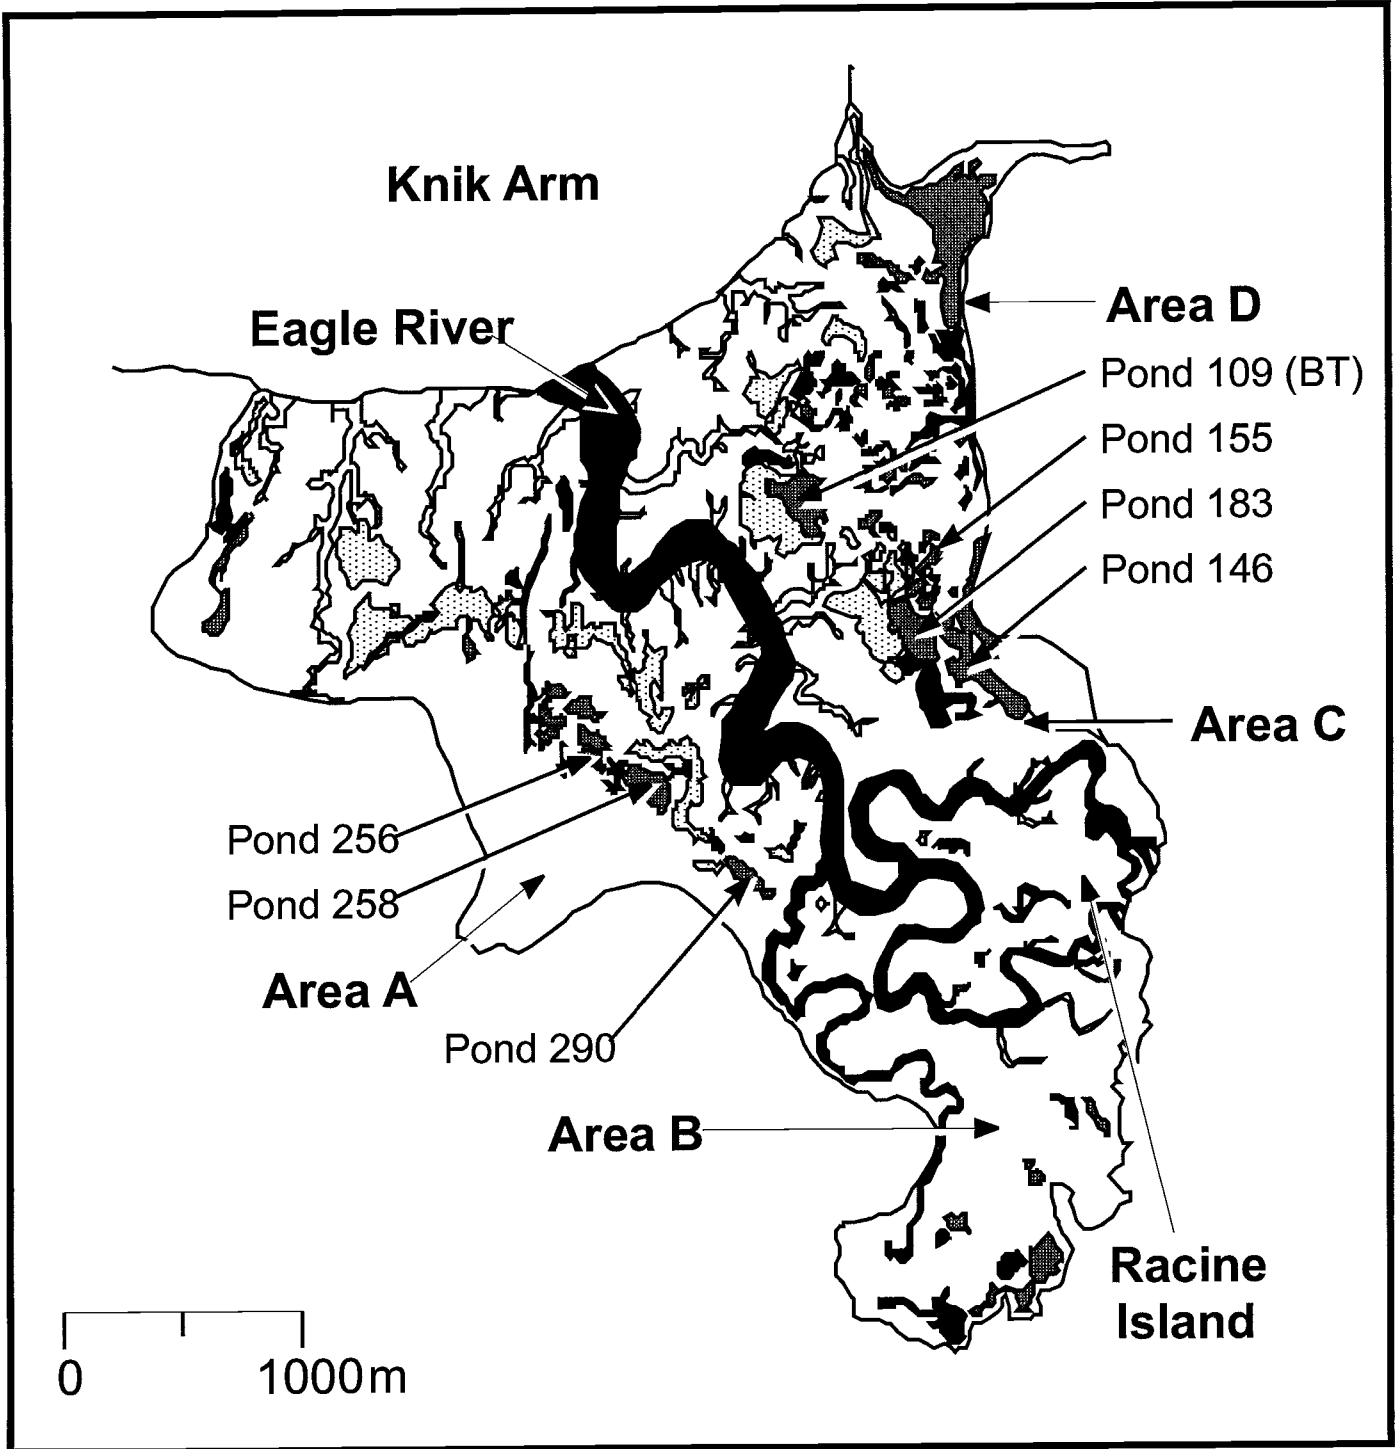 Knik Arm
Eagle River
Area D
Pond 109 (BT)
Pond 155
Pond 183
Pond 146
Area C
Pond 256
Pond 258
Area A
Pond 290
Area B
Racine
Island
0 1000m